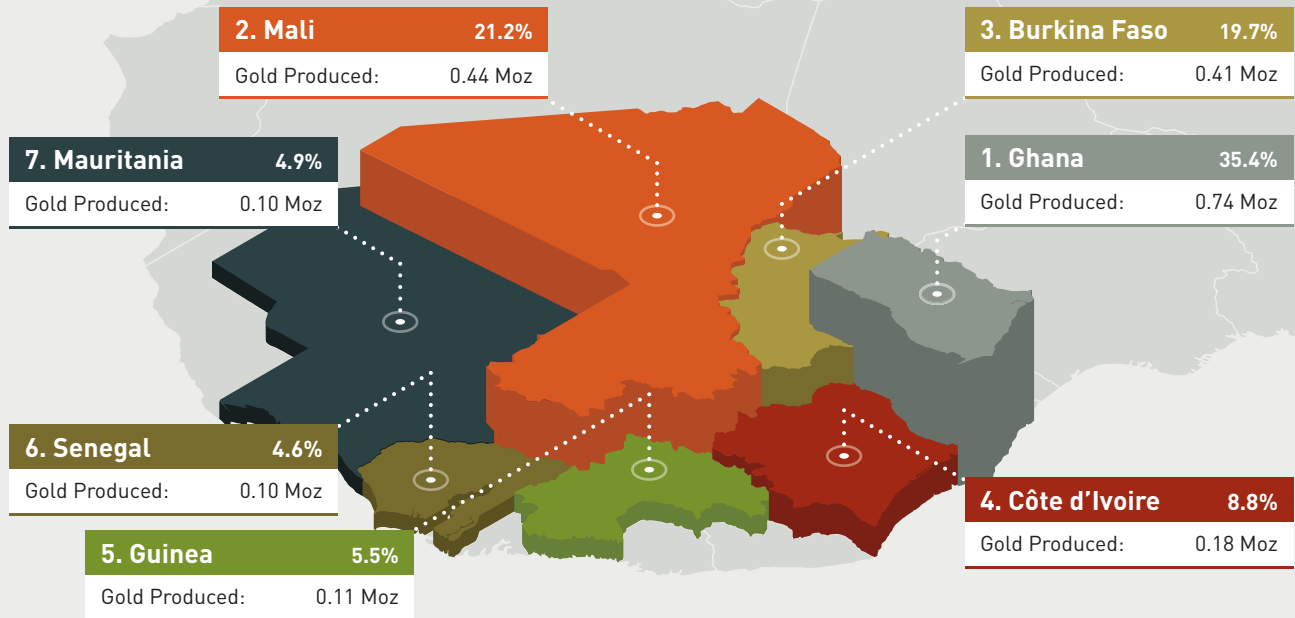 2. Mali 21.2%
Gold Produced: 0.44 Moz
3. Burkina Faso 19.7%
Gold Produced: 0.41 Moz
7. Mauritania 4.9%
Gold Produced: 0.10 Moz
1. Ghana 35.4%
Gold Produced: 0.74 Moz
6. Senegal 4.6%
Gold Produced: 0.10 Moz
4. Côte d’Ivoire 8.8%
Gold Produced: 0.18 Moz
5. Guinea 5.5%
Gold Produced: 0.11 Moz